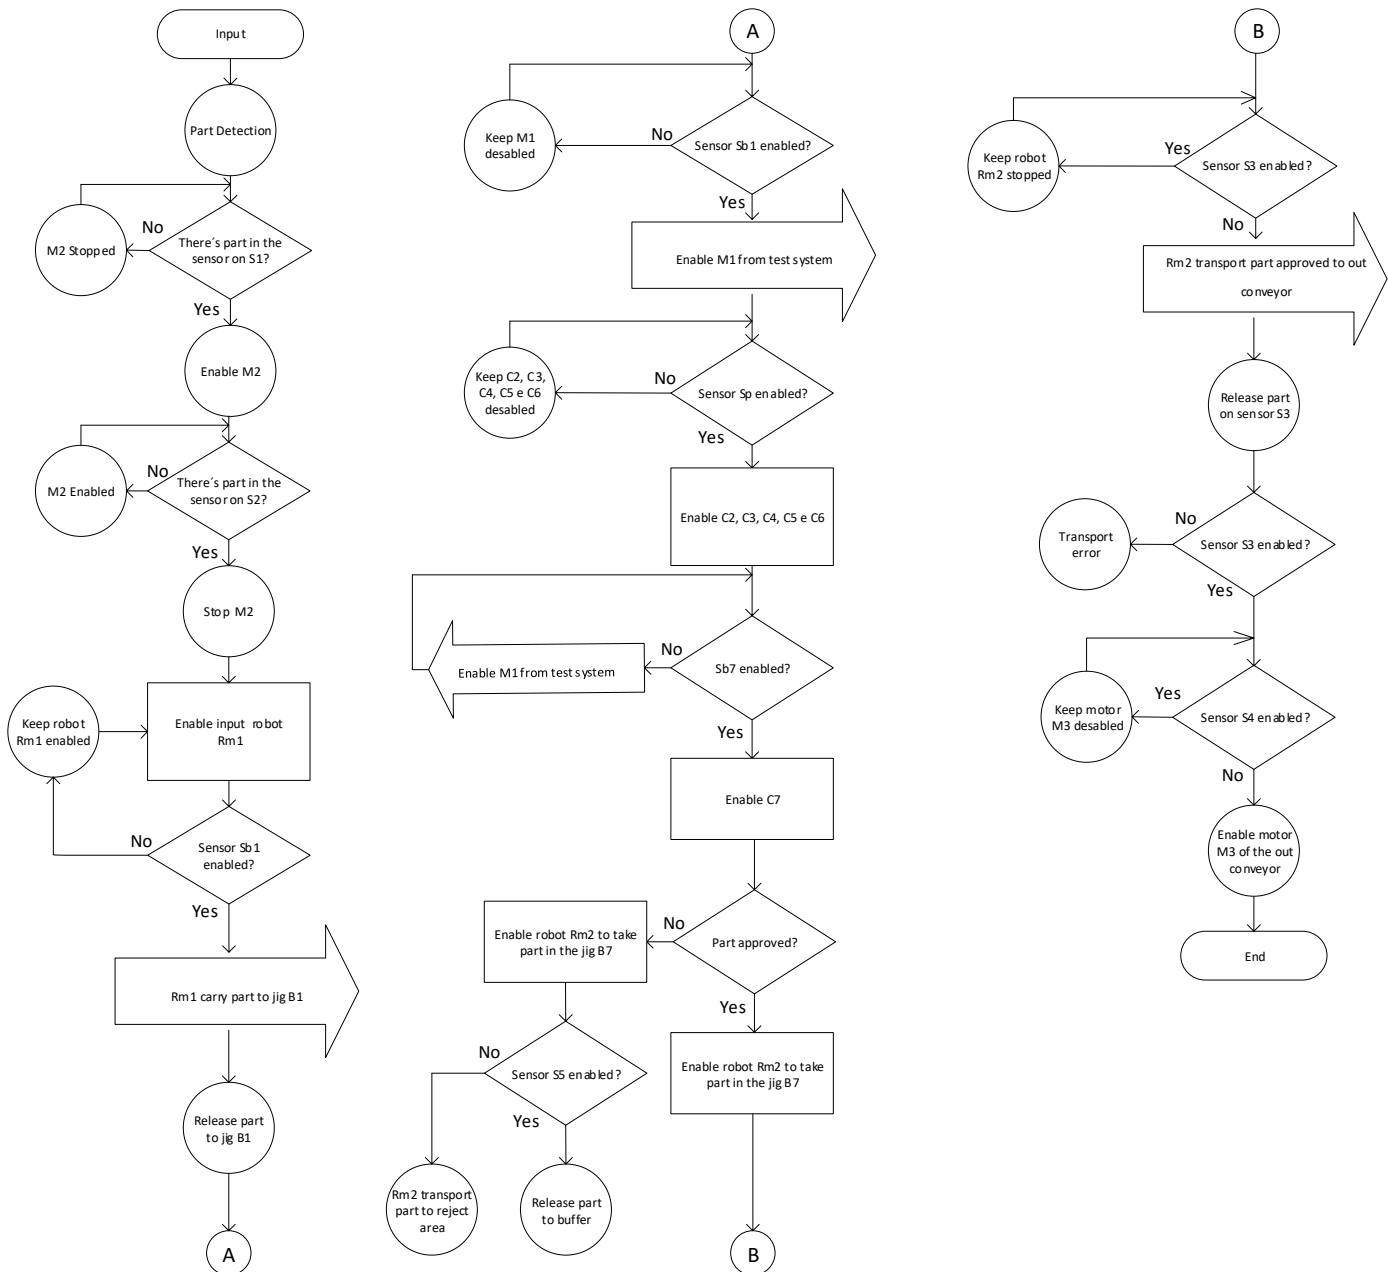 Input
Part Detection
No
M2 Stopped
There´s part in the
sensor on S1?
Yes
Enable M2
No
M2 Enabled
There´s part in the
sensor on S2?
Yes
Stop M2
Keep robot
Rm1 enabled
Enable input robot
Rm1
No
Sensor Sb1
enabled?
Yes
Rm1 carry part to jig B1
Release part
to jig B1
A
A
Keep M1
desabled
No
Sensor Sb1 enabled?
Yes
Enable M1 from test system
Keep C2, C3,
C4, C5 e C6
desabled
No
Sensor Sp enabled?
Yes
Enable C2, C3, C4, C5 e C6
Enable M1 from test system
No
Sb7 enabled?
Yes
Enable C7
Enable robot Rm2 to take
part in the jig B7
No
Part approved?
Yes
No
Sensor S5 enabled?
Yes
Enable robot Rm2 to take
part in the jig B7
Rm2 transport
part to reject
area
Release part
to buffer
B
B
Keep robot
Rm2 stopped
Yes
Sensor S3 enabled?
No
Rm2 transport part approved to out
conveyor
Release part
on sensor S3
Transport
error
No
Sensor S3 enabled?
Yes
Keep motor
M3 desabled
Yes
Sensor S4 enabled?
No
Enable motor
M3 of the out
conveyor
End